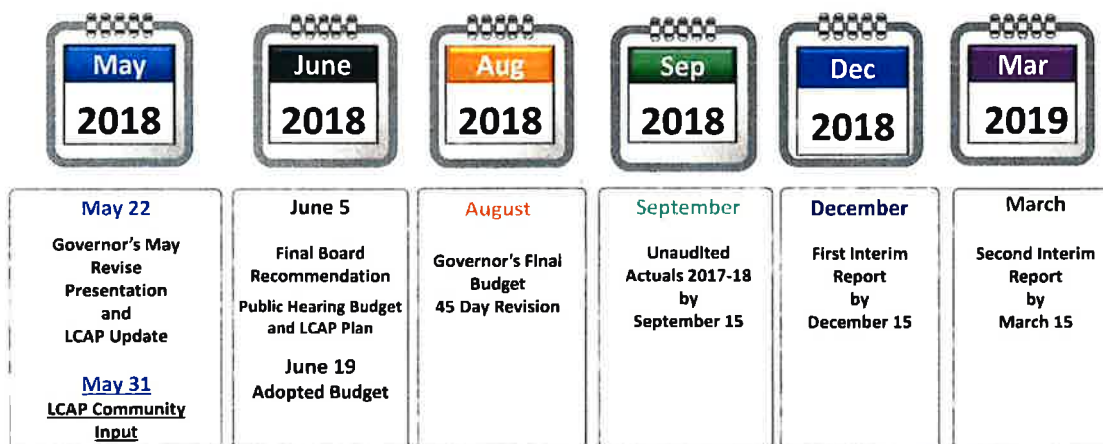 May
2018
June
2018
Aug
2018
Sep
2018
Dec
2018
Mar
2019
May 22
Governor's May
Revise
Presentation
and
LCAP Update
May 31
LCAP Community
Input
June 5
Final Board
Recommendation
Public Hearing Budget
and LCAP Plan
June 19
Adopted Budget
August
Governor's Final
Budget
45 Day Revision
September
Unaudited
Actuals 2017-18
by
September 15
December
First Interim
Report
by
December 15
March
Second Interim
Report
by
March 15